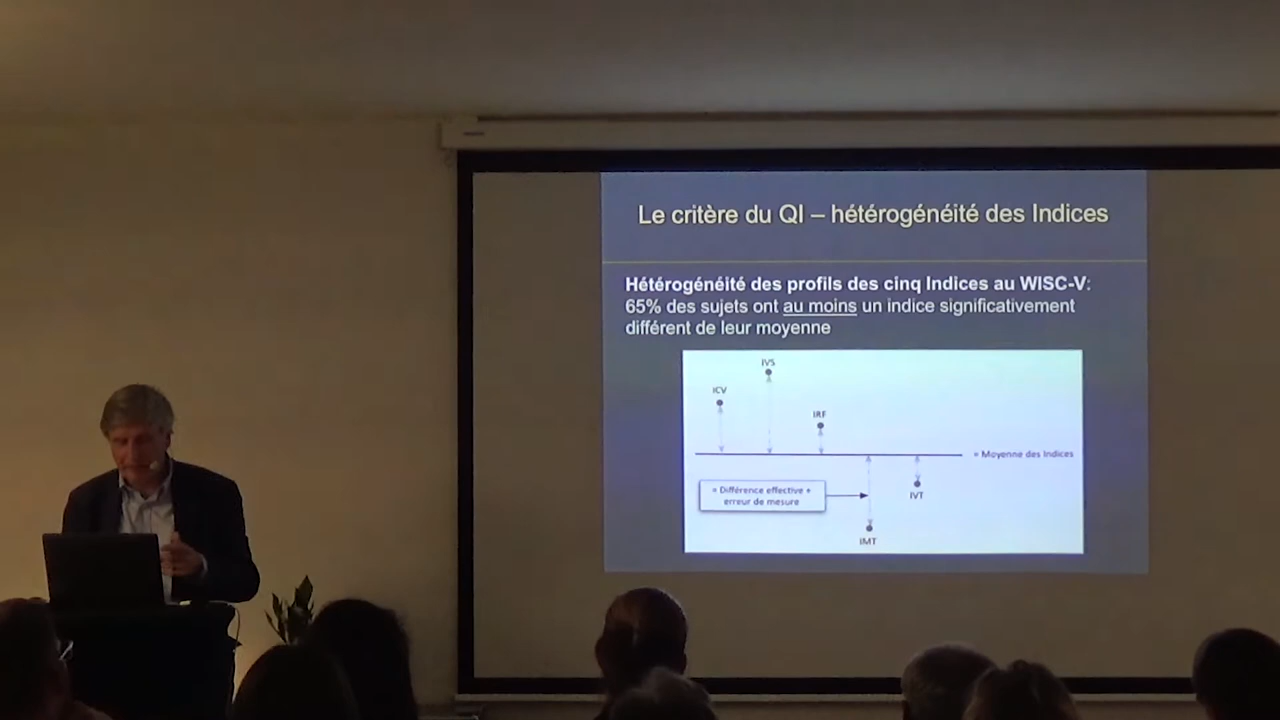 Le critère du QI – hétérogénéité des Indices
Hétérogénéité des profils des cinq Indices au WISC-V:
65% des sujets ont au moins un indice significativement
différent de leur moyenne
IVS
ICV
IRF
= Moyenne des Indices
= Différence effective +
erreur de mesure
IVT
IMT